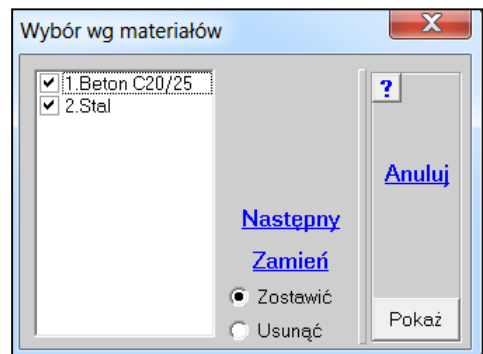 Wybór wg materiałów
1.Beton C20/25
2.Stal
?
Anuluj
Następny
Zamień
Zostawić
Usunąć
Pokaż